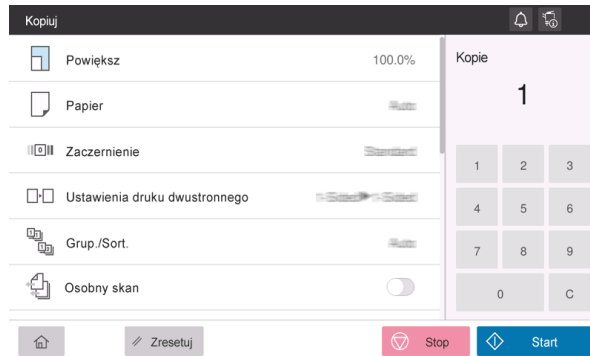 Kopiuj
Powiększ 100.0%
Kopie
Papier
1
Zaczernienie
1 2 3
Ustawienia druku dwustronnego
4 5 6
Grup./Sort.
7 8 9
Osobny skan
0 C
Zresetuj
Stop
Start